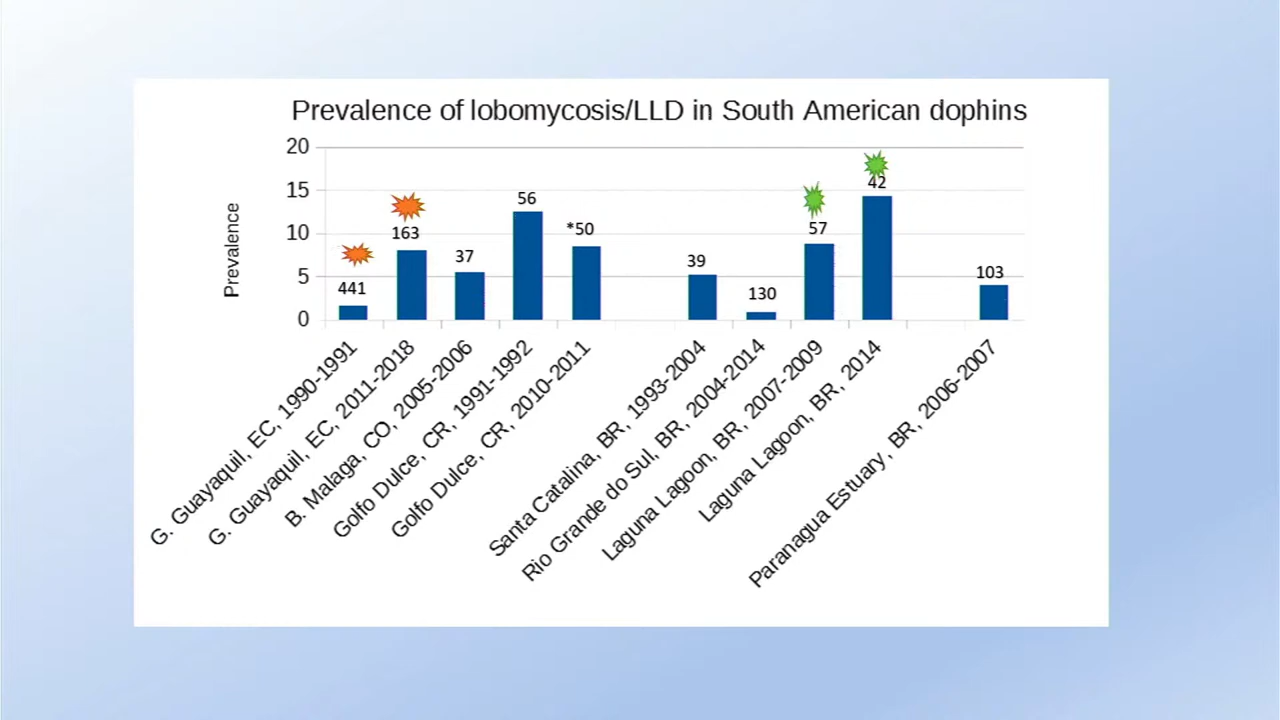 Prevalence of lobomycosis/LLD in South American dophins
Prevalence
20
15
10
5
0
441
163
37
56
*50
39
130
57
42
103
G. Guayaquil, EC, 1990-1991
G. Guayaquil, EC, 2011-2018
B. Malaga, CO, 2005-2006
Golfo Dulce, CR, 1991-1992
Golfo Dulce, CR, 2010-2011
Santa Catalina, BR, 1993-2004
Rio Grande do Sul, BR, 2004-2014
Laguna Lagoon, BR, 2007-2009
Laguna Lagoon, BR, 2014
Paranagua Estuary, BR, 2006-2007